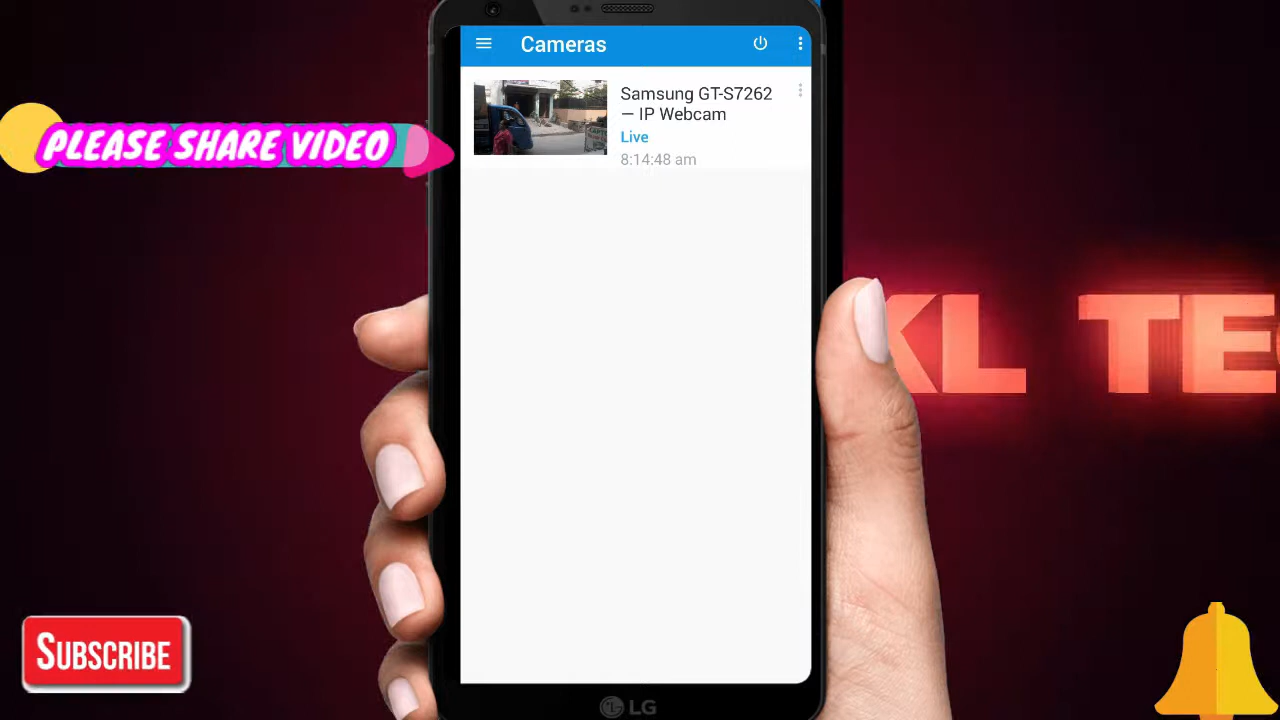 Cameras
Samsung GT-S7262
— IP Webcam
Live
8:14:48 am
PLEASE SHARE VIDEO
KL TE
SUBSCRIBE
LG